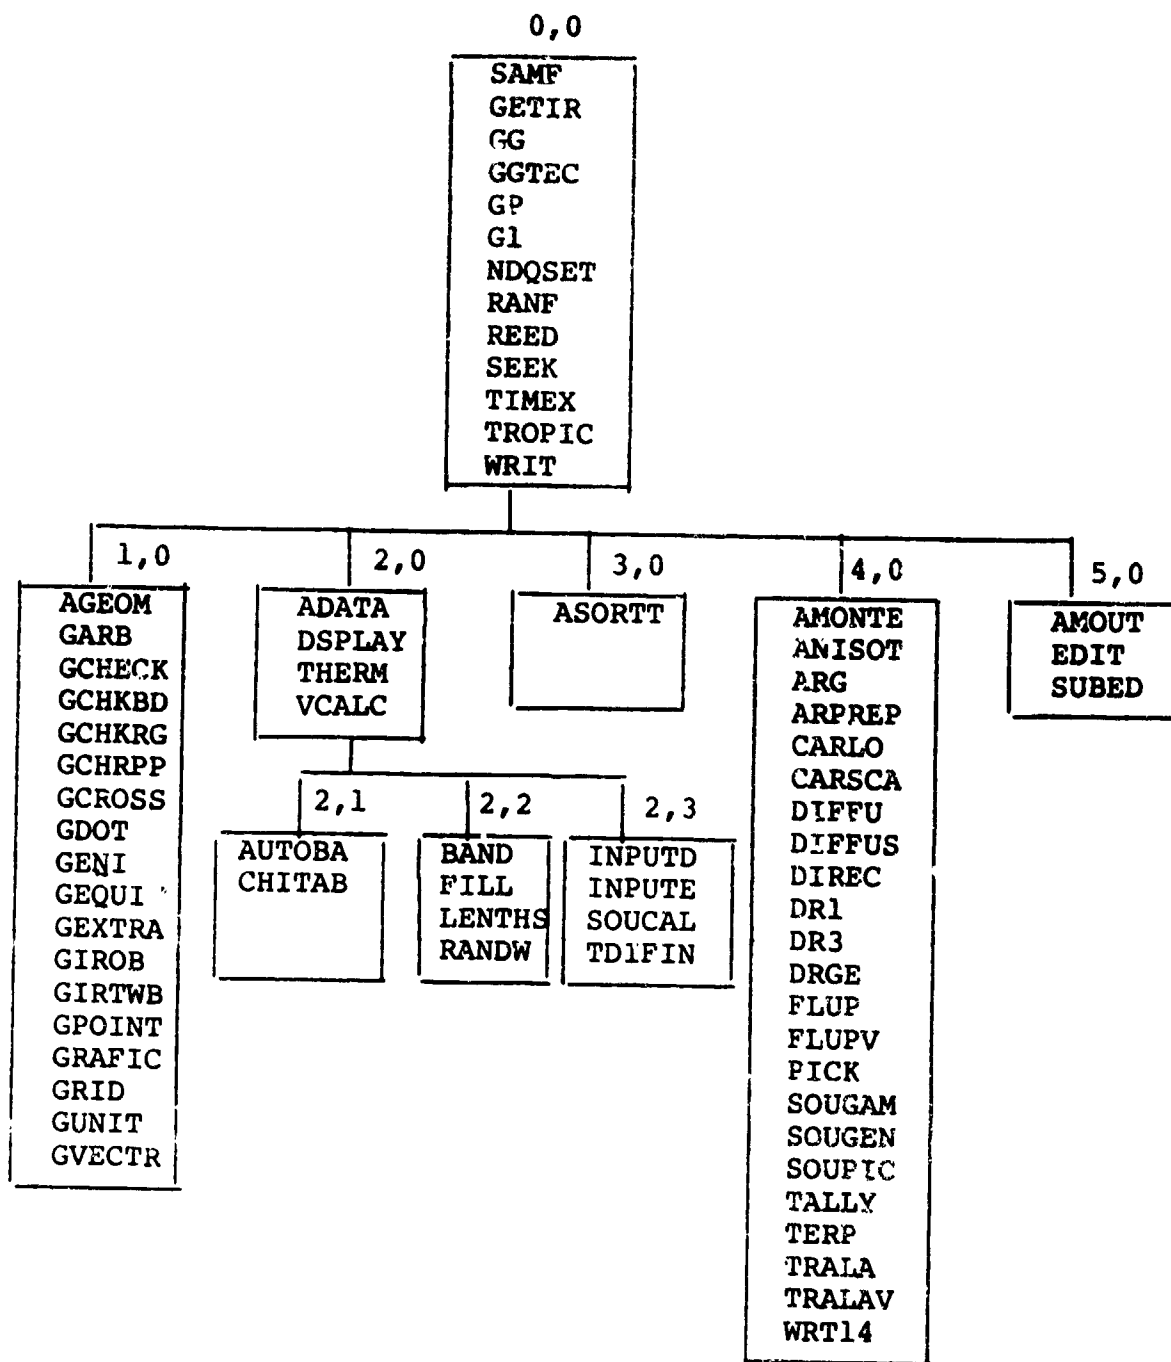 0,0
SAMF
GETIR
GG
GGTEC
GP
G1
NDQSET
RANF
REED
SEEK
TIMEX
TROPIC
WRIT
1,0
AGEOM
GARB
GCHECK
GCHKBD
GCHKRG
GCHRPP
GCROSS
GDOT
GENI
GEQUI
GEXTRA
GIROB
GIRTWB
GPOINT
GRAFIC
GRID
GUNIT
GVECTR
2,0
ADATA
DSPLAY
THERM
VCALC
2,1
AUTOBA
CHITAB
2,2
BAND
FILL
LENTHS
RANDW
2,3
INPUTD
INPUTE
SOUCAL
TD1FIN
3,0
ASORTT
4,0
AMONTE
ANISOT
ARG
ARPREP
CARLO
CARSCA
DIFFU
DIFFUS
DIREC
DR1
DR3
DRGE
FLUP
FLUPV
PICK
SOUGAM
SOUGEN
SOUPIC
TALLY
TERP
TRALA
TRALAV
WRT14
5,0
AMOUT
EDIT
SUBED